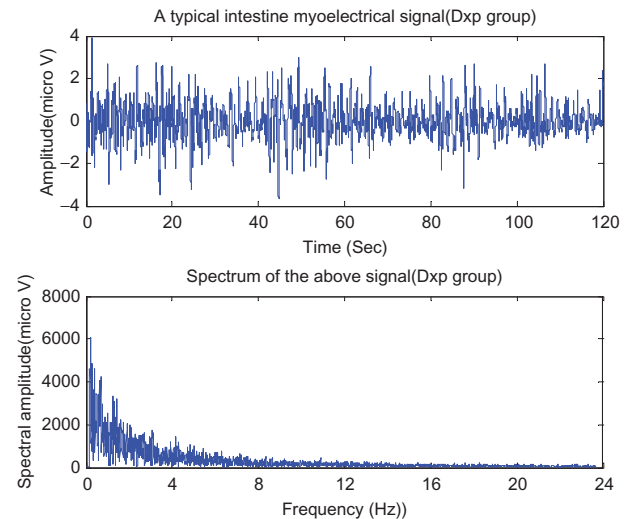 A typical intestine myoelectrical signal(Dxp group)
Amplitude(micro V)
4
2
0
−2
−4
0 20 40 60 80 100 120
Time (Sec)
Spectrum of the above signal(Dxp group)
Spectral amplitude(micro V)
8000
6000
4000
2000
0
0 4 8 12 16 20 24
Frequency (Hz))